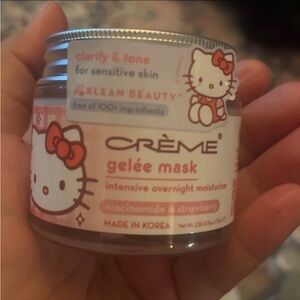 clarify & tone
for sensitive skin
KLEAN BEAUTY™
free of 100+ ingredients
CRÈME®
gelée mask
intensive overnight moisturizer
niacinamide & strawberry
MADE IN KOREA